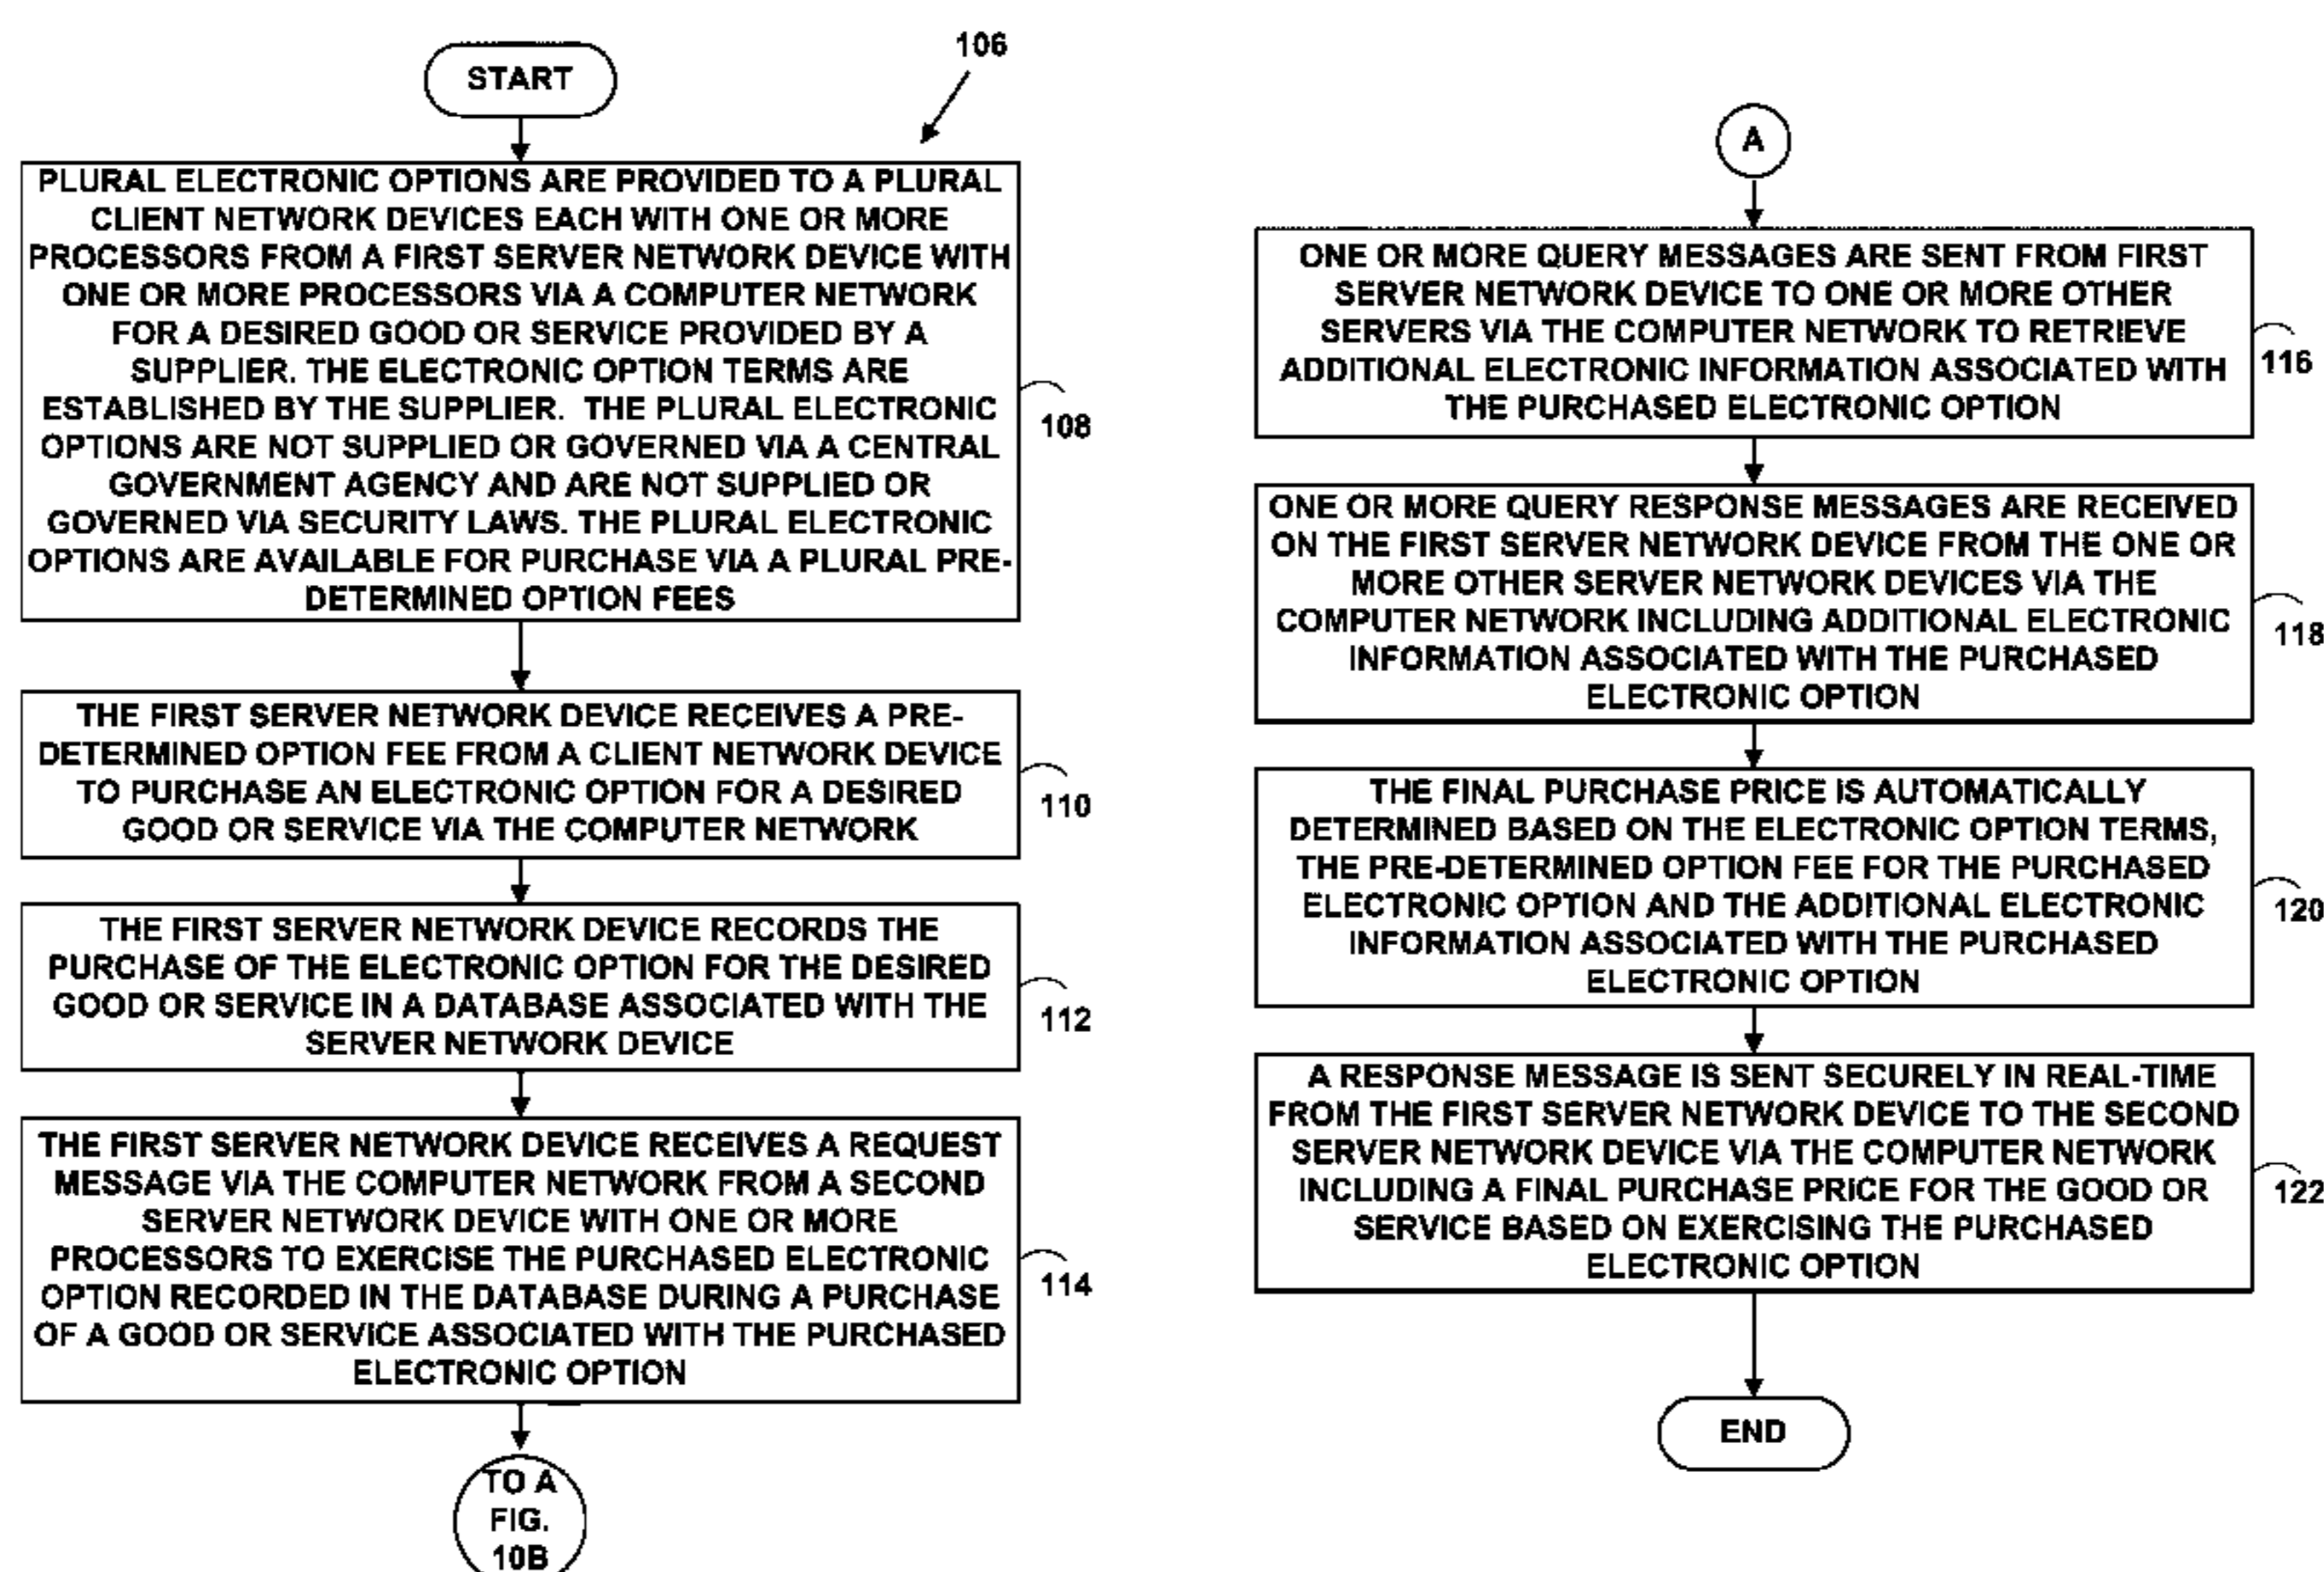 START
106
PLURAL ELECTRONIC OPTIONS ARE PROVIDED TO A PLURAL
CLIENT NETWORK DEVICES EACH WITH ONE OR MORE
PROCESSORS FROM A FIRST SERVER NETWORK DEVICE WITH
ONE OR MORE PROCESSORS VIA A COMPUTER NETWORK
FOR A DESIRED GOOD OR SERVICE PROVIDED BY A
SUPPLIER. THE ELECTRONIC OPTION TERMS ARE
ESTABLISHED BY THE SUPPLIER. THE PLURAL ELECTRONIC
OPTIONS ARE NOT SUPPLIED OR GOVERNED VIA A CENTRAL
GOVERNMENT AGENCY AND ARE NOT SUPPLIED OR
GOVERNED VIA SECURITY LAWS. THE PLURAL ELECTRONIC
OPTIONS ARE AVAILABLE FOR PURCHASE VIA A PLURAL PRE-
DETERMINED OPTION FEES
108
THE FIRST SERVER NETWORK DEVICE RECEIVES A PRE-
DETERMINED OPTION FEE FROM A CLIENT NETWORK DEVICE
TO PURCHASE AN ELECTRONIC OPTION FOR A DESIRED
GOOD OR SERVICE VIA THE COMPUTER NETWORK
110
THE FIRST SERVER NETWORK DEVICE RECORDS THE
PURCHASE OF THE ELECTRONIC OPTION FOR THE DESIRED
GOOD OR SERVICE IN A DATABASE ASSOCIATED WITH THE
SERVER NETWORK DEVICE
112
THE FIRST SERVER NETWORK DEVICE RECEIVES A REQUEST
MESSAGE VIA THE COMPUTER NETWORK FROM A SECOND
SERVER NETWORK DEVICE WITH ONE OR MORE
PROCESSORS TO EXERCISE THE PURCHASED ELECTRONIC
OPTION RECORDED IN THE DATABASE DURING A PURCHASE
OF A GOOD OR SERVICE ASSOCIATED WITH THE PURCHASED
ELECTRONIC OPTION
114
TO A
FIG.
10B
A
ONE OR MORE QUERY MESSAGES ARE SENT FROM FIRST
SERVER NETWORK DEVICE TO ONE OR MORE OTHER
SERVERS VIA THE COMPUTER NETWORK TO RETRIEVE
ADDITIONAL ELECTRONIC INFORMATION ASSOCIATED WITH
THE PURCHASED ELECTRONIC OPTION
116
ONE OR MORE QUERY RESPONSE MESSAGES ARE RECEIVED
ON THE FIRST SERVER NETWORK DEVICE FROM THE ONE OR
MORE OTHER SERVER NETWORK DEVICES VIA THE
COMPUTER NETWORK INCLUDING ADDITIONAL ELECTRONIC
INFORMATION ASSOCIATED WITH THE PURCHASED
ELECTRONIC OPTION
118
THE FINAL PURCHASE PRICE IS AUTOMATICALLY
DETERMINED BASED ON THE ELECTRONIC OPTION TERMS,
THE PRE-DETERMINED OPTION FEE FOR THE PURCHASED
ELECTRONIC OPTION AND THE ADDITIONAL ELECTRONIC
INFORMATION ASSOCIATED WITH THE PURCHASED
ELECTRONIC OPTION
120
A RESPONSE MESSAGE IS SENT SECURELY IN REAL-TIME
FROM THE FIRST SERVER NETWORK DEVICE TO THE SECOND
SERVER NETWORK DEVICE VIA THE COMPUTER NETWORK
INCLUDING A FINAL PURCHASE PRICE FOR THE GOOD OR
SERVICE BASED ON EXERCISING THE PURCHASED
ELECTRONIC OPTION
122
END